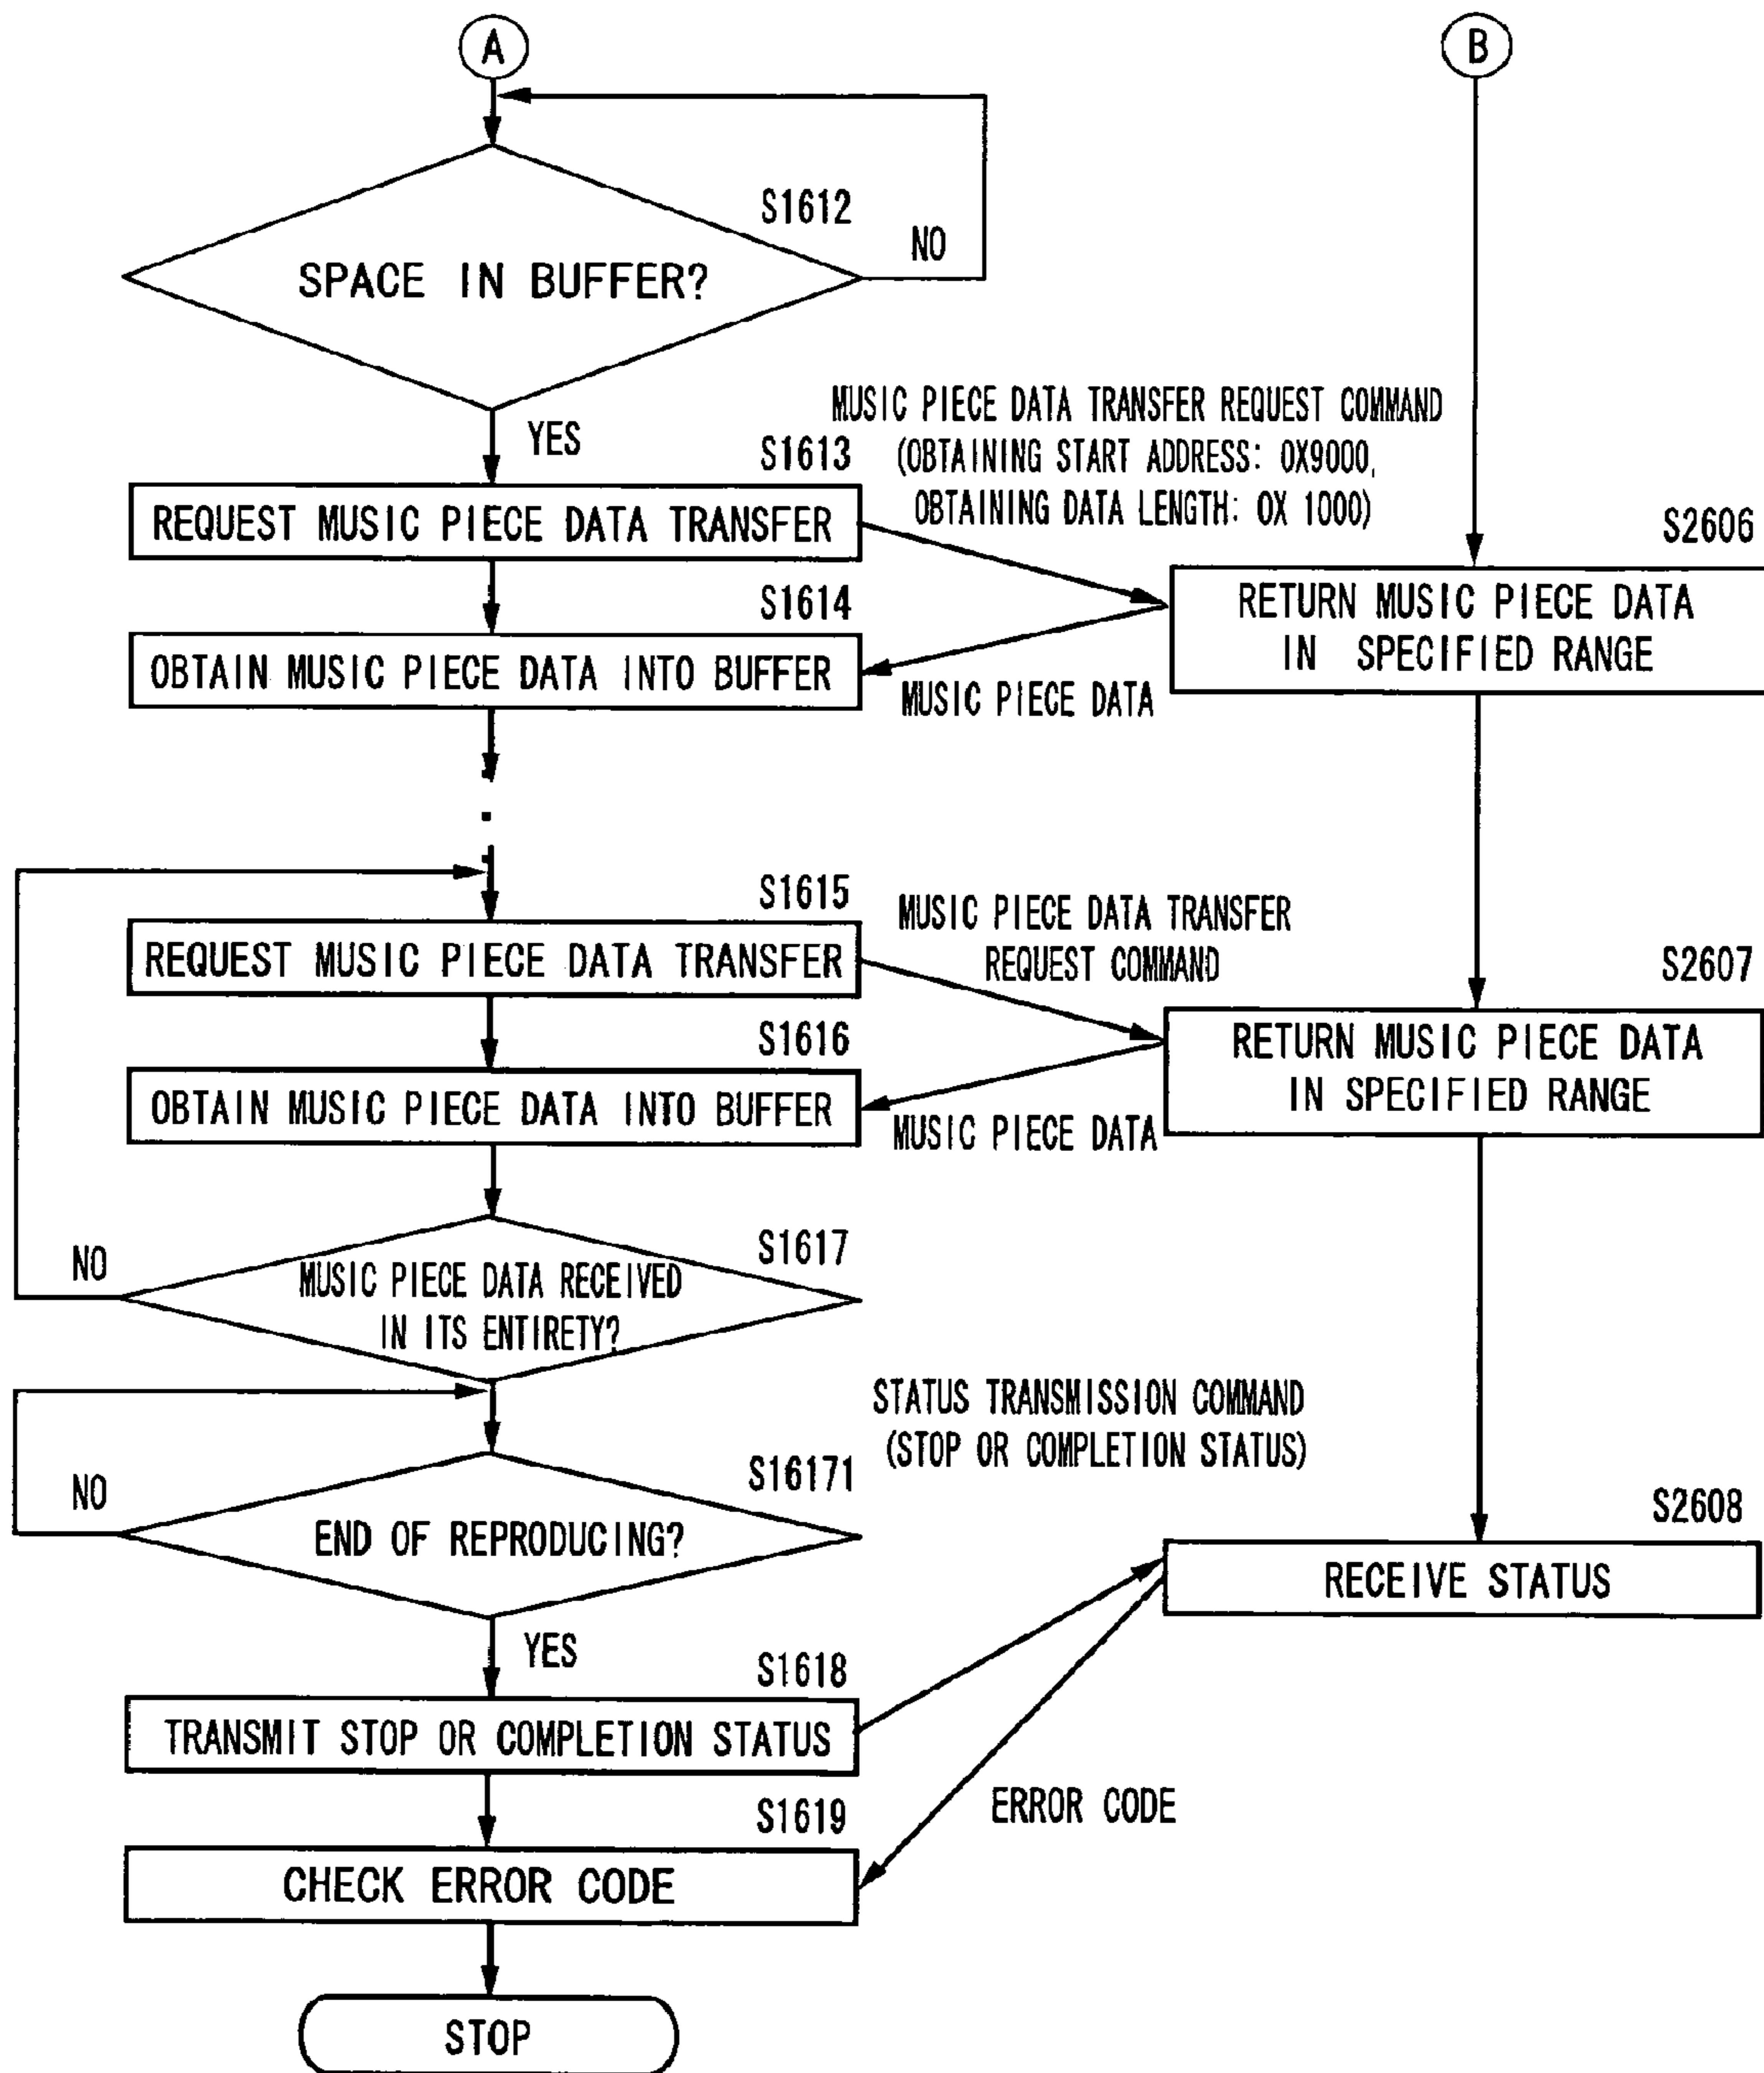 A
B
S1612
NO
SPACE IN BUFFER?
YES
MUSIC PIECE DATA TRANSFER REQUEST COMMAND
(OBTAINING START ADDRESS: 0X9000,
OBTAINING DATA LENGTH: 0X 1000)
S1613
REQUEST MUSIC PIECE DATA TRANSFER
S2606
RETURN MUSIC PIECE DATA
IN SPECIFIED RANGE
S1614
OBTAIN MUSIC PIECE DATA INTO BUFFER
MUSIC PIECE DATA
S1615
REQUEST MUSIC PIECE DATA TRANSFER
MUSIC PIECE DATA TRANSFER
REQUEST COMMAND
S2607
RETURN MUSIC PIECE DATA
IN SPECIFIED RANGE
S1616
OBTAIN MUSIC PIECE DATA INTO BUFFER
MUSIC PIECE DATA
S1617
NO
MUSIC PIECE DATA RECEIVED
IN ITS ENTIRETY?
STATUS TRANSMISSION COMMAND
(STOP OR COMPLETION STATUS)
S16171
NO
END OF REPRODUCING?
S2608
RECEIVE STATUS
YES
S1618
TRANSMIT STOP OR COMPLETION STATUS
ERROR CODE
S1619
CHECK ERROR CODE
STOP